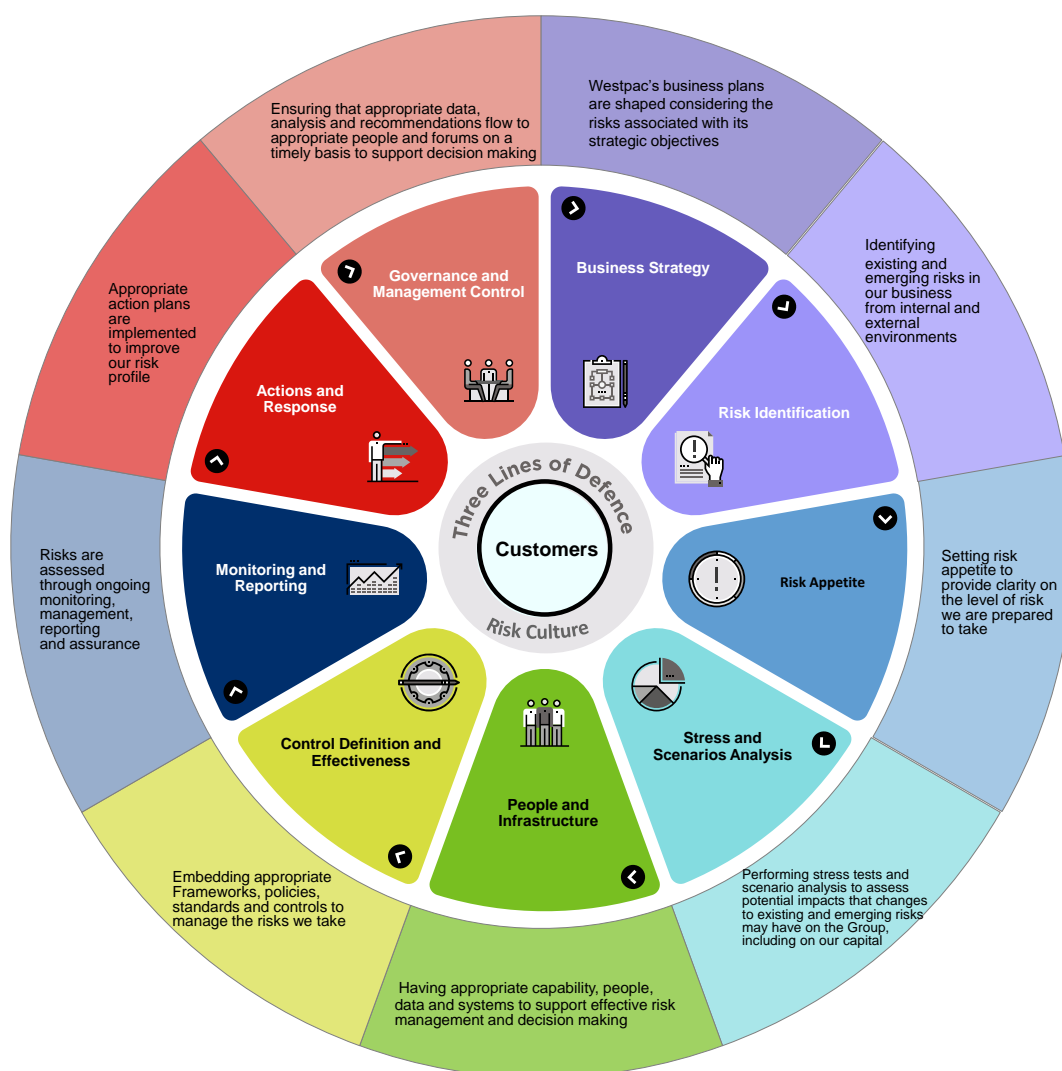 Westpac's business plans
are shaped considering the
risks associated with its
strategic objectives
Business Strategy
Identifying
existing and
emerging risks in
our business
from internal and
external
environments
Risk Identification
Setting risk
appetite to
provide clarity on
the level of risk
we are prepared
to take
Risk Appetite
Performing stress tests and
scenario analysis to assess
potential impacts that changes
to existing and emerging risks
may have on the Group,
including on our capital
Stress and
Scenarios Analysis
Having appropriate capability, people,
data and systems to support effective risk
management and decision making
People and
Infrastructure
Embedding appropriate
Frameworks, policies,
standards and controls to
manage the risks we take
Control Definition and
Effectiveness
Risks are
assessed
through ongoing
monitoring,
management,
reporting
and assurance
Monitoring and
Reporting
Appropriate
action plans
are
implemented
to improve
our risk
profile
Actions and
Response
Ensuring that appropriate data,
analysis and recommendations flow to
appropriate people and forums on a
timely basis to support decision making
Governance and
Management Control
Three Lines of Defence
Customers
Risk Culture